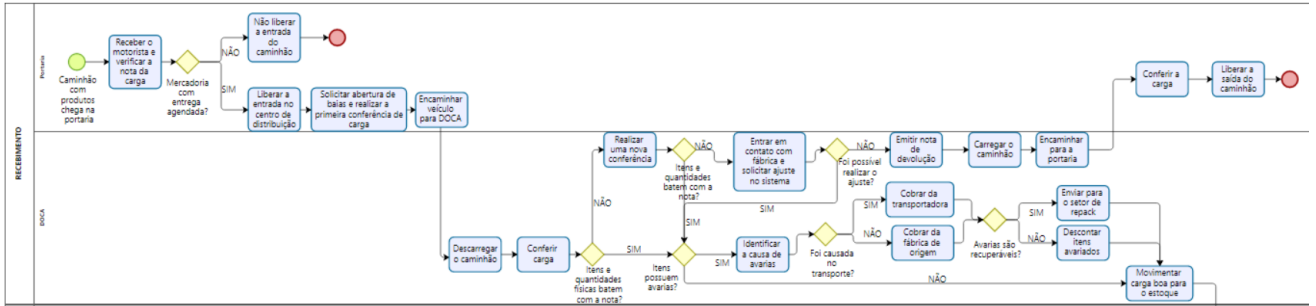 RECEBIMENTO
Portaria
Caminhão
com
produtos
chega na
portaria
Receber o
motorista e
verificar a
nota da
carga
Mercadoria
com
entrega
agendada?
NÃO
Não liberar
a entrada
do
caminhão
SIM
Liberar a
entrada no
centro de
distribuição
Solicitar abertura de
baias e realizar a
primeira conferência de
carga
Encaminhar
veículo
para DOCA
Conferir a
carga
Liberar a
saída do
caminhão
DOCA
Descarregar
o caminhão
Conferir
carga
Itens e
quantidades
físicas batem
com a nota?
NÃO
SIM
Realizar
uma nova
conferência
Itens e
quantidades
batem com a
nota?
NÃO
SIM
Entrar em
contato com
fábrica e
solicitar ajuste
no sistema
Foi possível
realizar o
ajuste?
NÃO
SIM
Emitir nota
de
devolução
Carregar o
caminhão
Encaminhar
para a
portaria
Itens
possuem
avarias?
SIM
NÃO
Identificar
a causa de
avarias
Foi causada
no
transporte?
SIM
Cobrar da
transportadora
NÃO
Cobrar da
fábrica de
origem
Avarias são
recuperáveis?
SIM
Enviar para
o setor de
repack
NÃO
Descontar
itens
avariados
Movimentar
carga boa para
o estoque